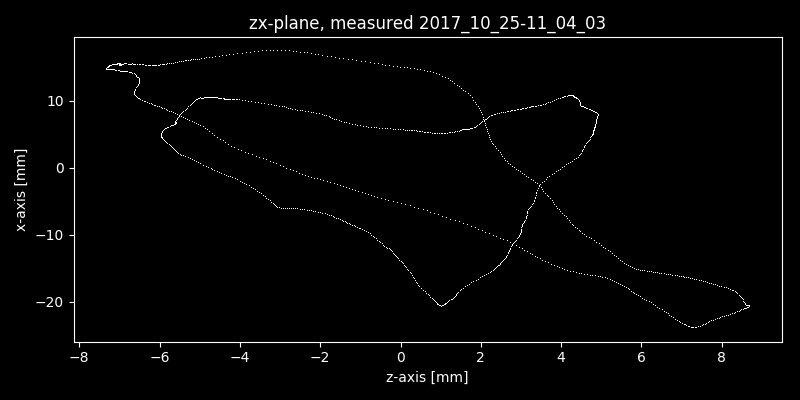 zx-plane, measured 2017_10_25-11_04_03
10
0
−10
−20
x-axis [mm]
−8 −6 −4 −2 0 2 4 6 8
z-axis [mm]